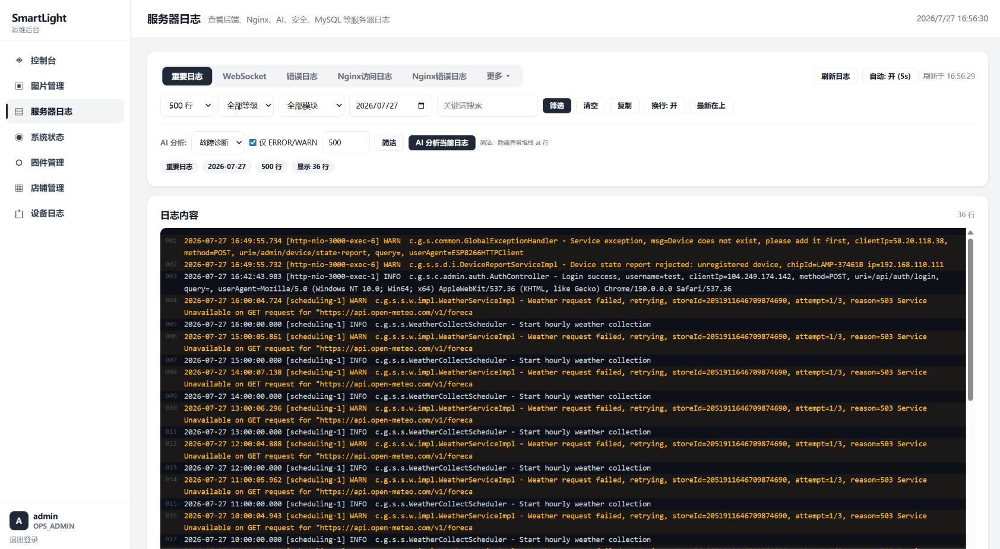 SmartLight
运维后台
控制台
图片管理
服务器日志
系统状态
固件管理
店铺管理
设备日志
A
admin
OPS_ADMIN
退出登录
服务器日志 查看后端、Nginx、AI、安全、MySQL 等服务器日志
2026/7/27 16:56:30
重要日志 WebSocket 错误日志 Nginx访问日志 Nginx错误日志 更多
刷新日志 自动: 开 (5s) 刷新于 16:56:29
500 行 全部等级 全部模块 2026/07/27 关键词搜索 筛选 清空 复制 换行: 开 最新在上
AI 分析: 故障诊断 仅 ERROR/WARN 500 简洁 AI 分析当前日志 简洁: 隐藏异常堆栈 at 行
重要日志 2026-07-27 500 行 显示 36 行
日志内容
36 行
001 2026-07-27 16:49:55.734 [http-nio-3000-exec-6] WARN c.g.s.common.GlobalExceptionHandler - Service exception, msg=Device does not exist, please add it first, clientIp=58.20.118.38,
method=POST, uri=/admin/device/state-report, query=, userAgent=ESP8266HTTPClient
002 2026-07-27 16:49:55.732 [http-nio-3000-exec-6] WARN c.g.s.s.d.i.DeviceReportServiceImpl - Device state report rejected: unregistered device, chipId=LAMP-37461B ip=192.168.110.111
003 2026-07-27 16:42:43.983 [http-nio-3000-exec-1] INFO c.g.s.c.admin.auth.AuthController - Login success, username=test, clientIp=104.249.174.142, method=POST, uri=/api/auth/login,
query=, userAgent=Mozilla/5.0 (Windows NT 10.0; Win64; x64) AppleWebKit/537.36 (KHTML, like Gecko) Chrome/150.0.0.0 Safari/537.36
004 2026-07-27 16:00:04.724 [scheduling-1] WARN c.g.s.s.w.impl.WeatherServiceImpl - Weather request failed, retrying, storeId=2051911646709874690, attempt=1/3, reason=503 Service
Unavailable on GET request for "https://api.open-meteo.com/v1/foreca
005 2026-07-27 16:00:00.000 [scheduling-1] INFO c.g.s.s.WeatherCollectScheduler - Start hourly weather collection
006 2026-07-27 15:00:05.861 [scheduling-1] WARN c.g.s.s.w.impl.WeatherServiceImpl - Weather request failed, retrying, storeId=2051911646709874690, attempt=1/3, reason=503 Service
Unavailable on GET request for "https://api.open-meteo.com/v1/foreca
007 2026-07-27 15:00:00.000 [scheduling-1] INFO c.g.s.s.WeatherCollectScheduler - Start hourly weather collection
008 2026-07-27 14:00:07.138 [scheduling-1] WARN c.g.s.s.w.impl.WeatherServiceImpl - Weather request failed, retrying, storeId=2051911646709874690, attempt=1/3, reason=503 Service
Unavailable on GET request for "https://api.open-meteo.com/v1/foreca
009 2026-07-27 14:00:00.000 [scheduling-1] INFO c.g.s.s.WeatherCollectScheduler - Start hourly weather collection
010 2026-07-27 13:00:06.296 [scheduling-1] WARN c.g.s.s.w.impl.WeatherServiceImpl - Weather request failed, retrying, storeId=2051911646709874690, attempt=1/3, reason=503 Service
Unavailable on GET request for "https://api.open-meteo.com/v1/foreca
011 2026-07-27 13:00:00.000 [scheduling-1] INFO c.g.s.s.WeatherCollectScheduler - Start hourly weather collection
012 2026-07-27 12:00:04.888 [scheduling-1] WARN c.g.s.s.w.impl.WeatherServiceImpl - Weather request failed, retrying, storeId=2051911646709874690, attempt=1/3, reason=503 Service
Unavailable on GET request for "https://api.open-meteo.com/v1/foreca
013 2026-07-27 12:00:00.000 [scheduling-1] INFO c.g.s.s.WeatherCollectScheduler - Start hourly weather collection
014 2026-07-27 11:00:05.962 [scheduling-1] WARN c.g.s.s.w.impl.WeatherServiceImpl - Weather request failed, retrying, storeId=2051911646709874690, attempt=1/3, reason=503 Service
Unavailable on GET request for "https://api.open-meteo.com/v1/foreca
015 2026-07-27 11:00:00.000 [scheduling-1] INFO c.g.s.s.WeatherCollectScheduler - Start hourly weather collection
016 2026-07-27 10:00:04.943 [scheduling-1] WARN c.g.s.s.w.impl.WeatherServiceImpl - Weather request failed, retrying, storeId=2051911646709874690, attempt=1/3, reason=503 Service
Unavailable on GET request for "https://api.open-meteo.com/v1/foreca
017 2026-07-27 10:00:00.000 [scheduling-1] INFO c.g.s.s.WeatherCollectScheduler - Start hourly weather collection